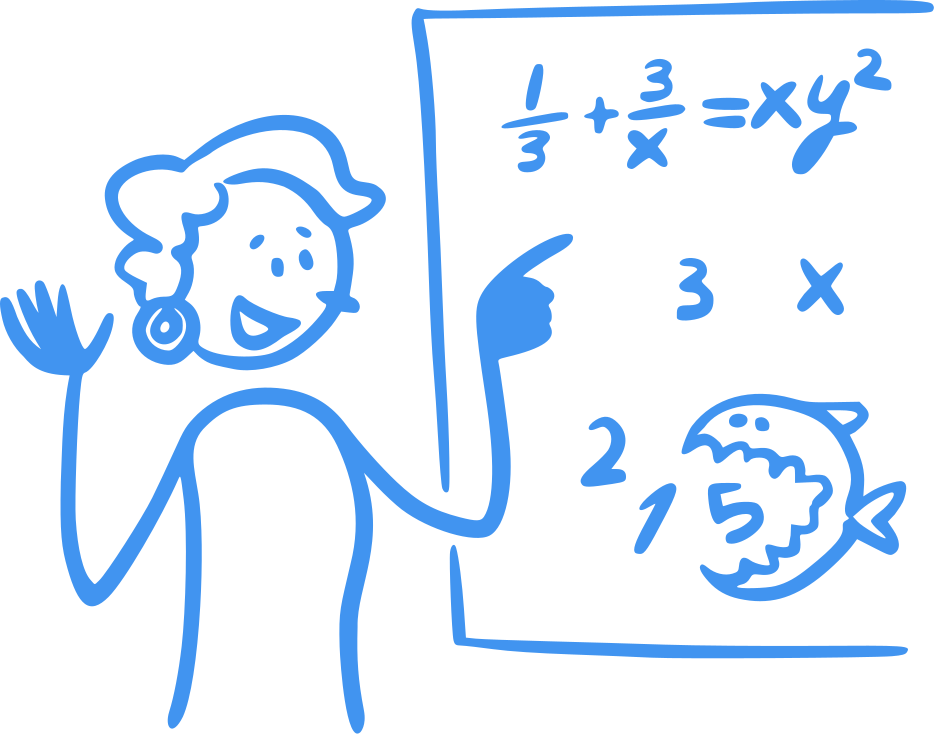 1/3 + 3/x = xy²
3 x
2
1 5